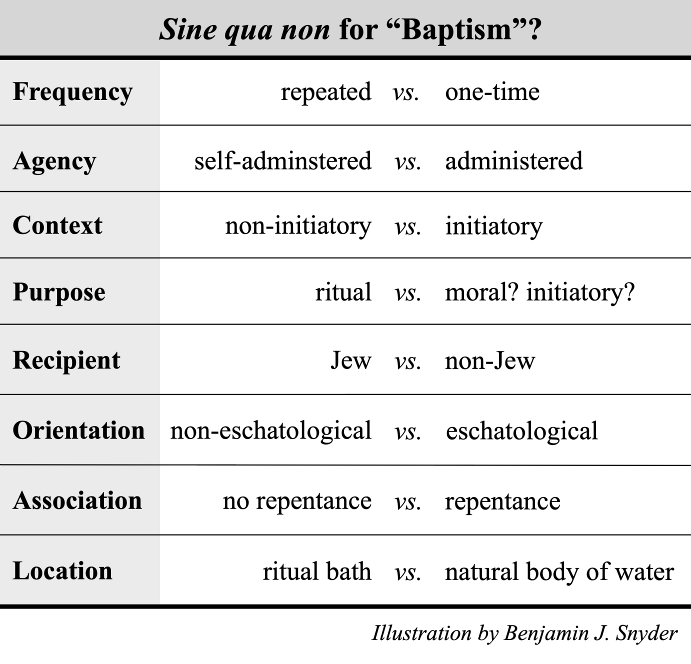 Sine qua non for “Baptism”?
Frequency repeated vs. one-time
Agency self-adminstered vs. administered
Context non-initiatory vs. initiatory
Purpose ritual vs. moral? initiatory?
Recipient Jew vs. non-Jew
Orientation non-eschatological vs. eschatological
Association no repentance vs. repentance
Location ritual bath vs. natural body of water
Illustration by Benjamin J. Snyder